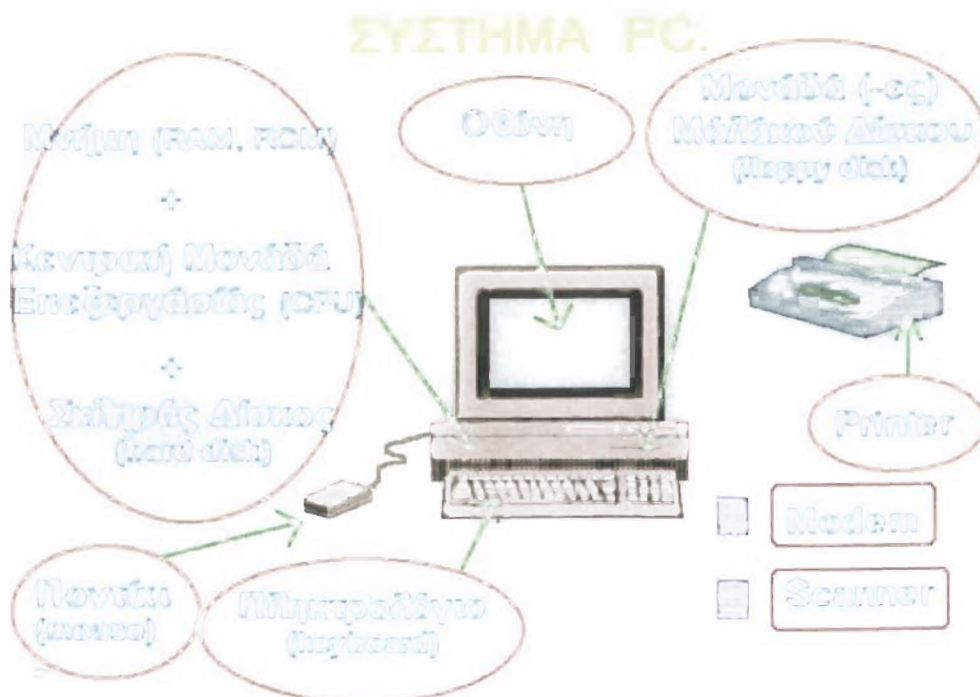 ΣΥΣΤΗΜΑ PC.
Μνήμη (RAM, ROM)
+
Κεντρική Μονάδα
Επεξεργασίας (CPU)
+
Σκληρός Δίσκος
(hard disk)
Οθόνη
Μονάδα (-ες)
Μαλακού Δίσκου
(floppy disk)
Printer
Modem
Scanner
Ποντίκι
(mouse)
Πληκτρολόγιο
(keyboard)